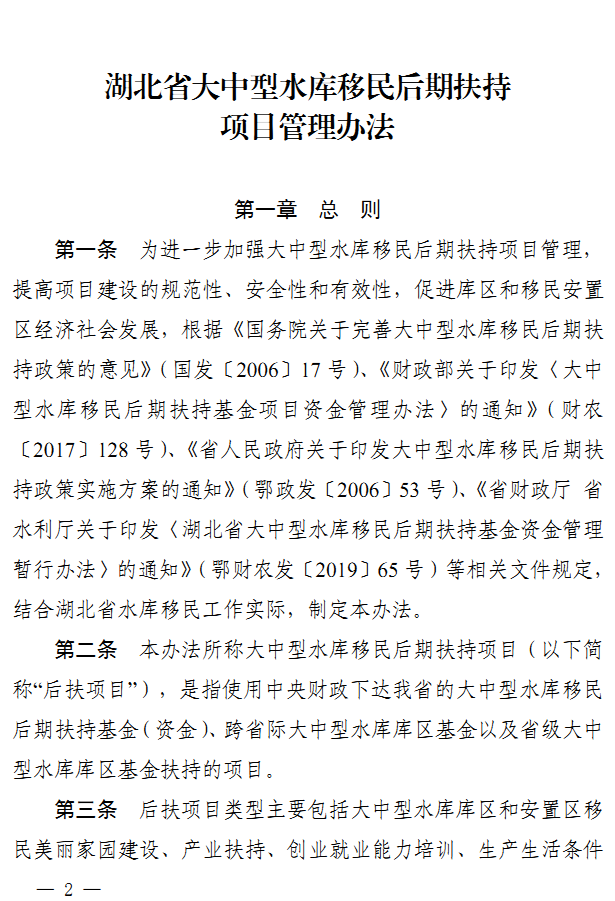 湖北省大中型水库移民后期扶持
项目管理办法
第一章 总 则
第一条 为进一步加强大中型水库移民后期扶持项目管理，
提高项目建设的规范性、安全性和有效性，促进库区和移民安置
区经济社会发展，根据《国务院关于完善大中型水库移民后期扶
持政策的意见》（国发〔2006〕17 号）、《财政部关于印发〈大中
型水库移民后期扶持基金项目资金管理办法〉的通知》（财农
〔2017〕128 号）、《省人民政府关于印发大中型水库移民后期扶
持政策实施方案的通知》（鄂政发〔2006〕53 号）、《省财政厅 省
水利厅关于印发〈湖北省大中型水库移民后期扶持基金资金管理
暂行办法〉的通知》（鄂财农发〔2019〕65 号）等相关文件规定，
结合湖北省水库移民工作实际，制定本办法。
第二条 本办法所称大中型水库移民后期扶持项目（以下简
称“后扶项目”），是指使用中央财政下达我省的大中型水库移民
后期扶持基金（资金）、跨省际大中型水库库区基金以及省级大中
型水库库区基金扶持的项目。
第三条 后扶项目类型主要包括大中型水库库区和安置区移
民美丽家园建设、产业扶持、创业就业能力培训、生产生活条件
— 2 —